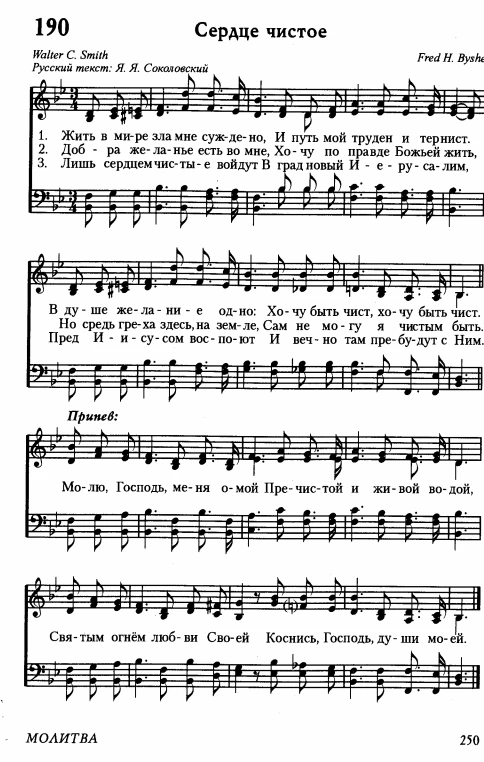 190
Сердце чистое
Walter C. Smith
Fred H. Byshe
Русский текст: Я. Я. Соколовский
1. Жить в ми-ре зла мне суж-де-но, И путь мой труден и тернист.
2. Доб - ра же-ла-нье есть во мне, Хо-чу по правде Божьей жить,
3. Лишь сердцем чис-ты-е войдут В град новый И-е-ру-са-лим,
В ду-ше же-ла-ни-е од-но: Хо-чу быть чист, хо-чу быть чист.
Но средь гре-ха здесь, на зем-ле, Сам не мо-гу я чистым быть.
Пред И-и-су-сом вос-по-ют И веч-но там пре-бу-дут с Ним.
Припев:
Мо-лю, Господь, ме-ня о-мой Пре-чис-той и жи-вой во-дой,
Свя-тым огнём люб-ви Сво-ей Коснись, Господь, ду-ши мо-ей.
МОЛИТВА
250